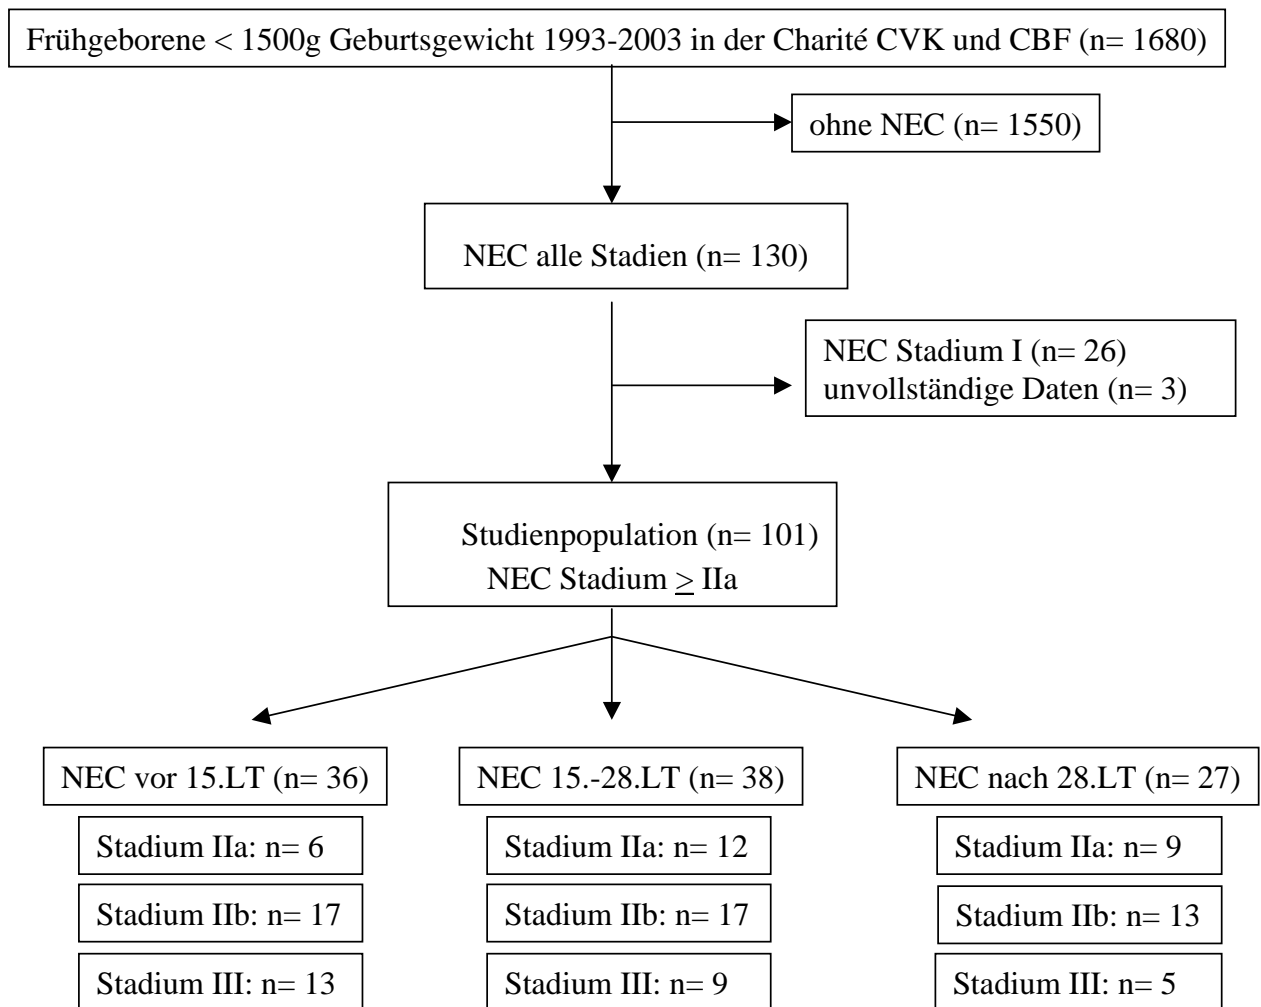 Frühgeborene < 1500g Geburtsgewicht 1993-2003 in der Charité CVK und CBF (n= 1680)
ohne NEC (n= 1550)
NEC alle Stadien (n= 130)
NEC Stadium I (n= 26)
unvollständige Daten (n= 3)
Studienpopulation (n= 101)
NEC Stadium ≥ IIa
NEC vor 15.LT (n= 36)
Stadium IIa: n= 6
Stadium IIb: n= 17
Stadium III: n= 13
NEC 15.-28.LT (n= 38)
Stadium IIa: n= 12
Stadium IIb: n= 17
Stadium III: n= 9
NEC nach 28.LT (n= 27)
Stadium IIa: n= 9
Stadium IIb: n= 13
Stadium III: n= 5